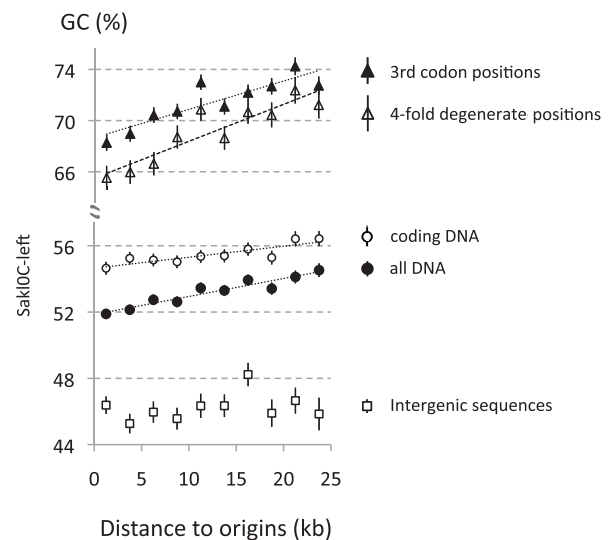 GC (%)
74
70
66
56
52
48
44
0 5 10 15 20 25
Distance to origins (kb)
Sakl0C-left
3rd codon positions
4-fold degenerate positions
coding DNA
all DNA
Intergenic sequences